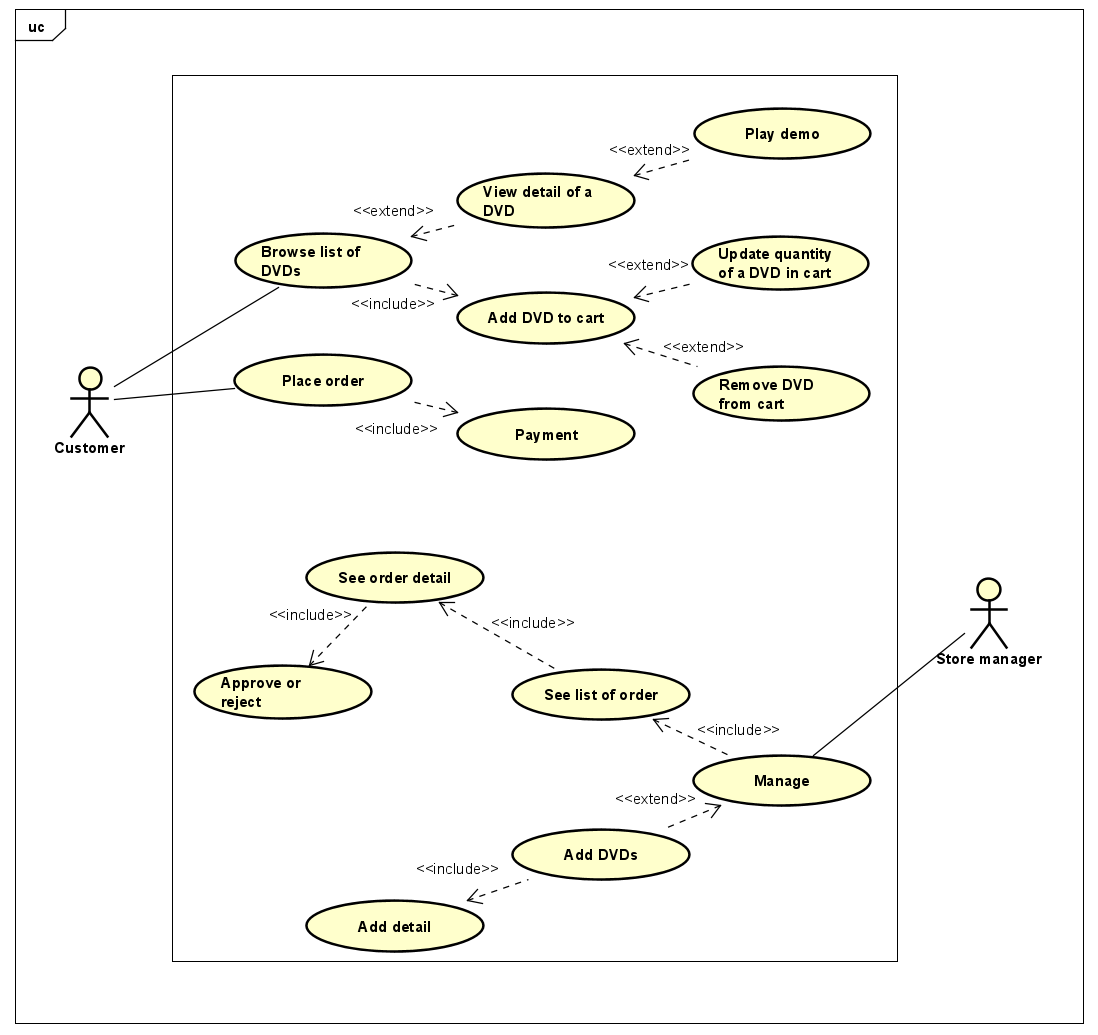 uc
Play demo
<<extend>>
View detail of a
DVD
<<extend>>
Browse list of
DVDs
Update quantity
of a DVD in cart
<<extend>>
<<include>>
Add DVD to cart
<<extend>>
Place order
Remove DVD
from cart
<<include>>
Payment
Customer
See order detail
<<include>>
<<include>>
Approve or
reject
See list of order
Store manager
<<include>>
Manage
<<extend>>
Add DVDs
<<include>>
Add detail